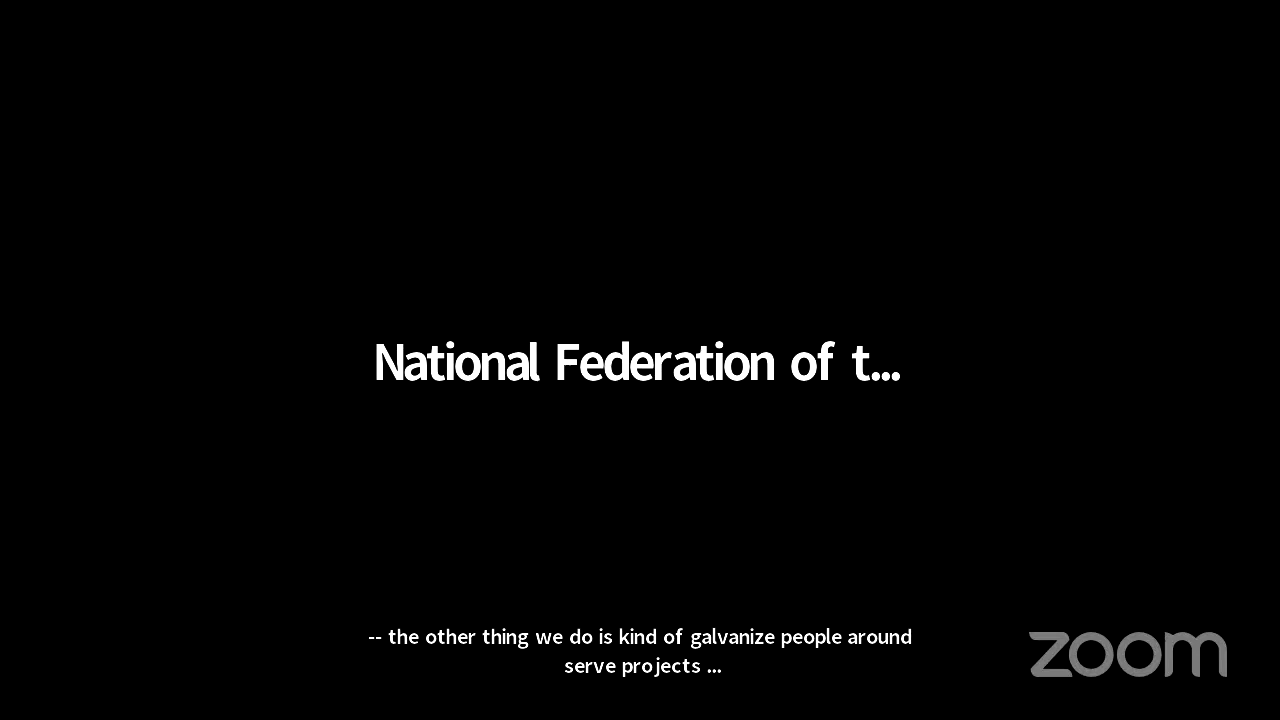 National Federation of t...
-- the other thing we do is kind of galvanize people around
serve projects ...
zoom